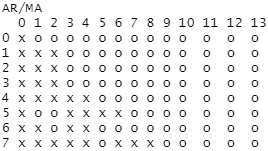 AR/MA
0 1 2 3 4 5 6 7 8 9 10 11 12 13
0 x o o o o o o o o o o o o o
1 x x x o o o o o o o o o o o
2 x x x o o o o o o o o o o o
3 x x x o o o o o o o o o o o
4 x x x x x o o o o o o o o o
5 x o o x x x x o o o o o o o
6 x x o x x o o o o o o o o o
7 x x x x x o x x x o o o o o